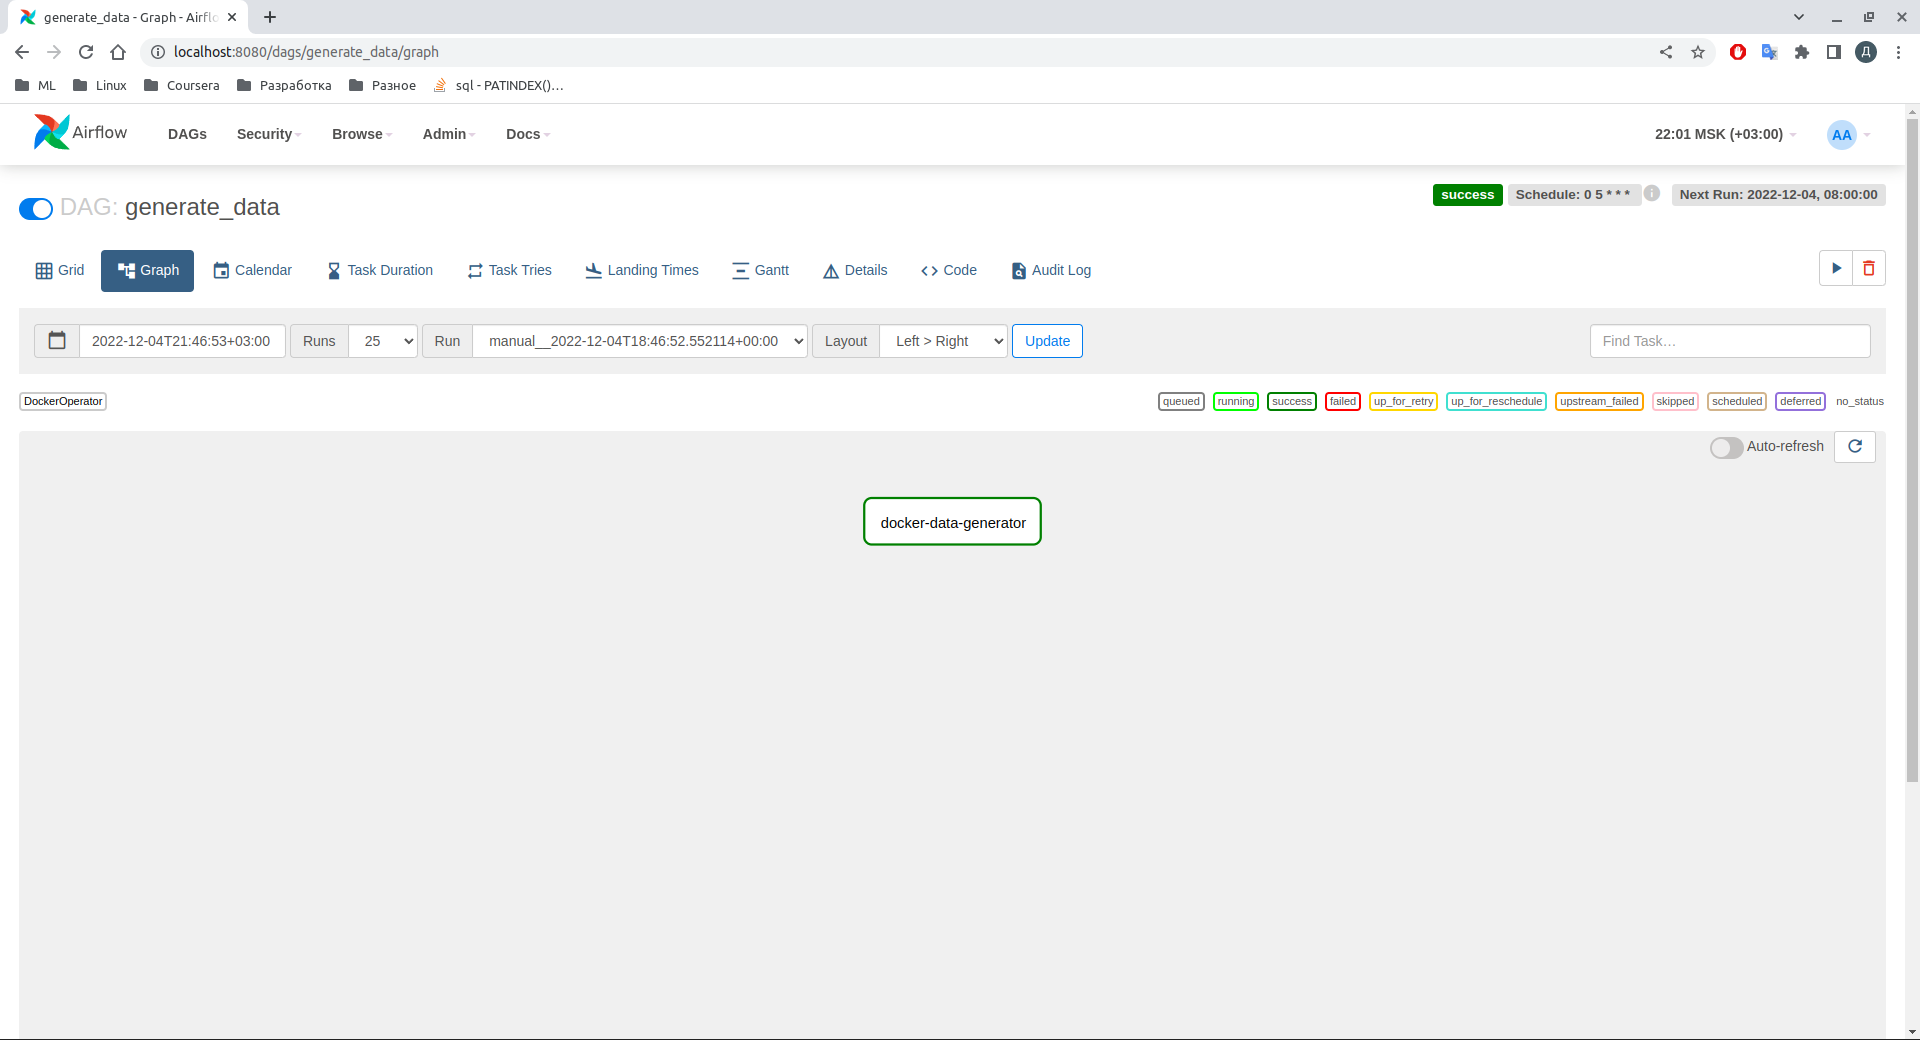 generate_data - Graph - Airflo
localhost:8080/dags/generate_data/graph
Д
ML
Linux
Coursera
Разработка
Разное
sql - PATINDEX()…
Airflow
DAGs
Security
Browse
Admin
Docs
22:01 MSK (+03:00)
AA
DAG: generate_data
success
Schedule: 0 5 * * *
Next Run: 2022-12-04, 08:00:00
Grid
Graph
Calendar
Task Duration
Task Tries
Landing Times
Gantt
Details
Code
Audit Log
2022-12-04T21:46:53+03:00
Runs
25
Run
manual__2022-12-04T18:46:52.552114+00:00
Layout
Left > Right
Update
Find Task…
DockerOperator
queued
running
success
failed
up_for_retry
up_for_reschedule
upstream_failed
skipped
scheduled
deferred
no_status
Auto-refresh
docker-data-generator